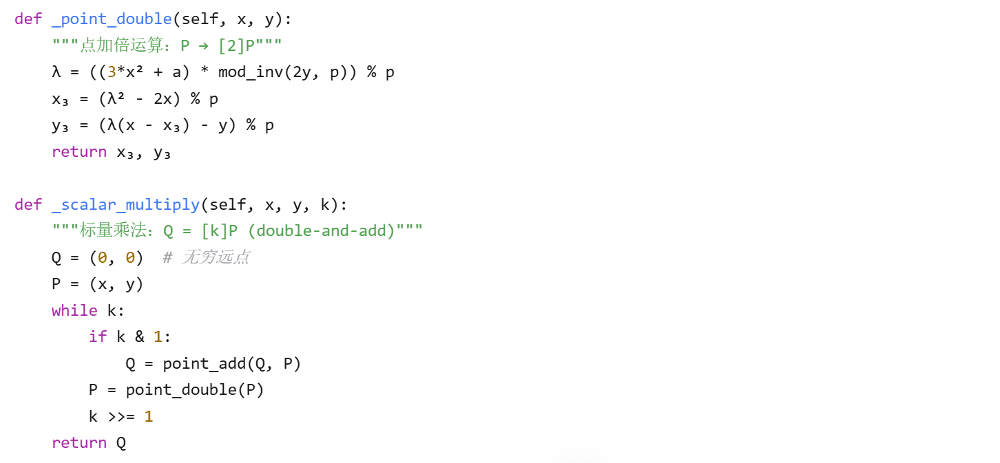 def _point_double(self, x, y):
    """点加倍运算：P → [2]P"""
    λ = ((3*x² + a) * mod_inv(2y, p)) % p
    x₃ = (λ² - 2x) % p
    y₃ = (λ(x - x₃) - y) % p
    return x₃, y₃

def _scalar_multiply(self, x, y, k):
    """标量乘法：Q = [k]P (double-and-add)"""
    Q = (0, 0)  # 无穷远点
    P = (x, y)
    while k:
        if k & 1:
            Q = point_add(Q, P)
        P = point_double(P)
        k >>= 1
    return Q